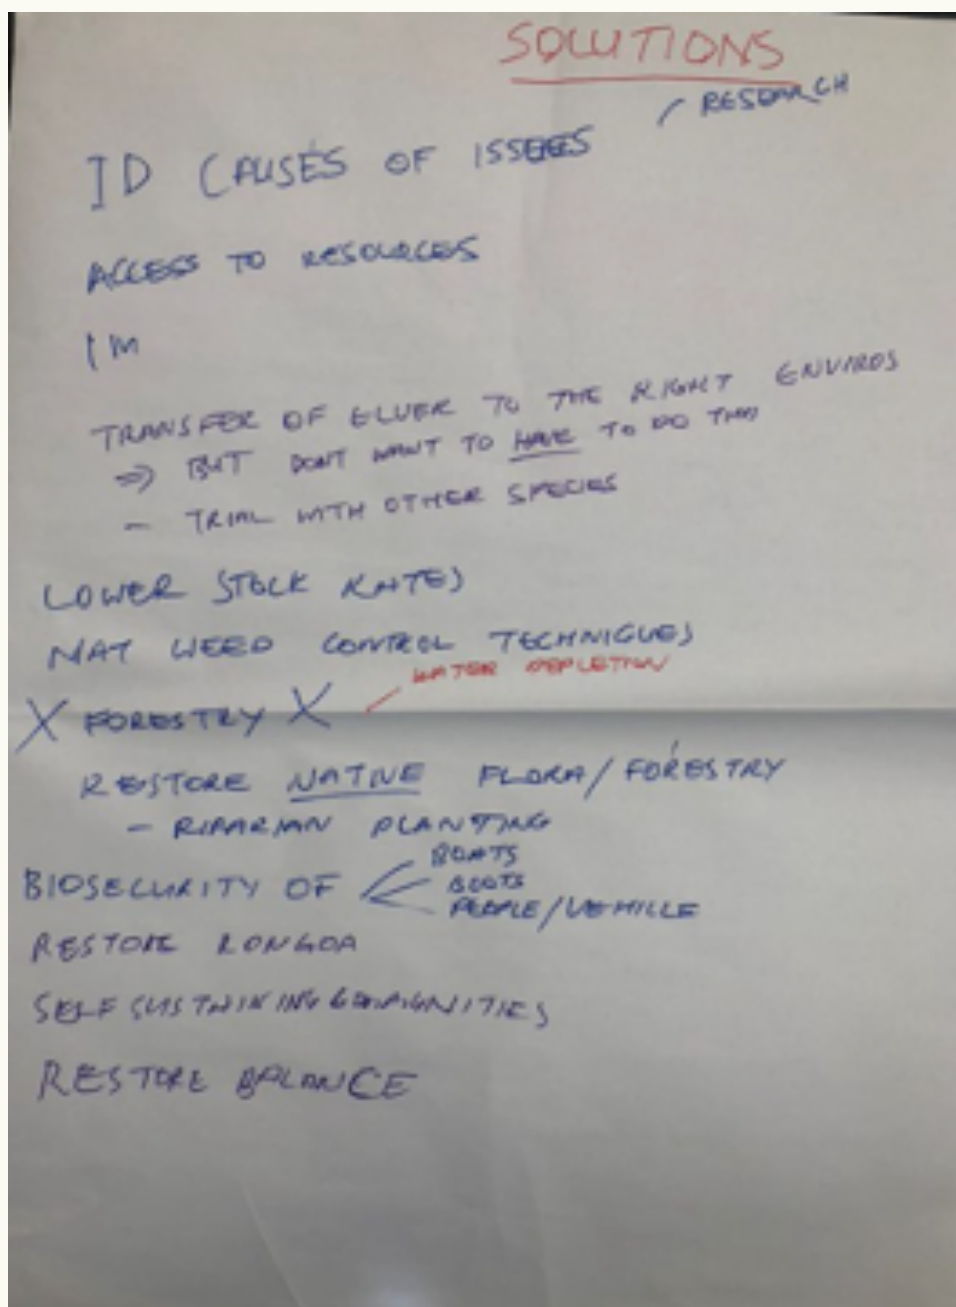 SOLUTIONS
/ RESEARCH
ID CAUSES OF ISSUES
ACCESS TO RESOURCES
IM
TRANSFER OF ELVER TO THE RIGHT ENVIROS
⇒ BUT DONT WANT TO HAVE TO DO THIS
- TRIAL WITH OTHER SPECIES
LOWER STOCK RATES
NAT WEED CONTROL TECHNIQUES
WATER DEPLETION
X FORESTRY X
RESTORE NATIVE FLORA/FORESTRY
- RIPARIAN PLANTING
BOATS
BIOSECURITY OF BOOTS
PEOPLE/VEHILLE
RESTORE RONGOA
SELF SUSTAINING COMMUNITIES
RESTORE BALANCE